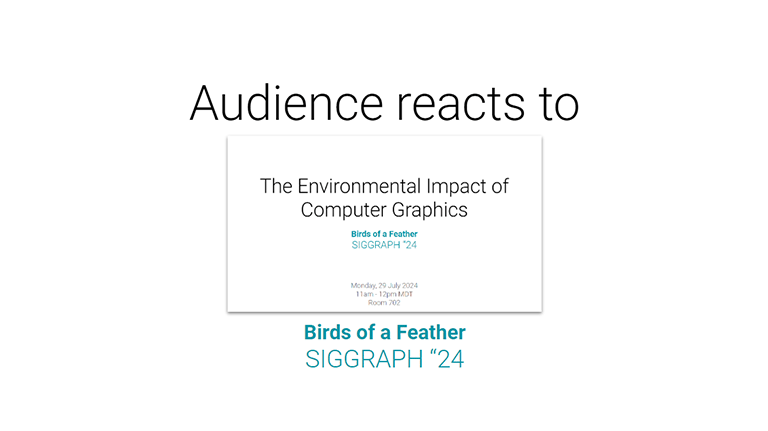 Audience reacts to
The Environmental Impact of
Computer Graphics
Birds of a Feather
SIGGRAPH “24
Monday, 29 July 2024
11am - 12pm MDT
Room 702
Birds of a Feather
SIGGRAPH “24